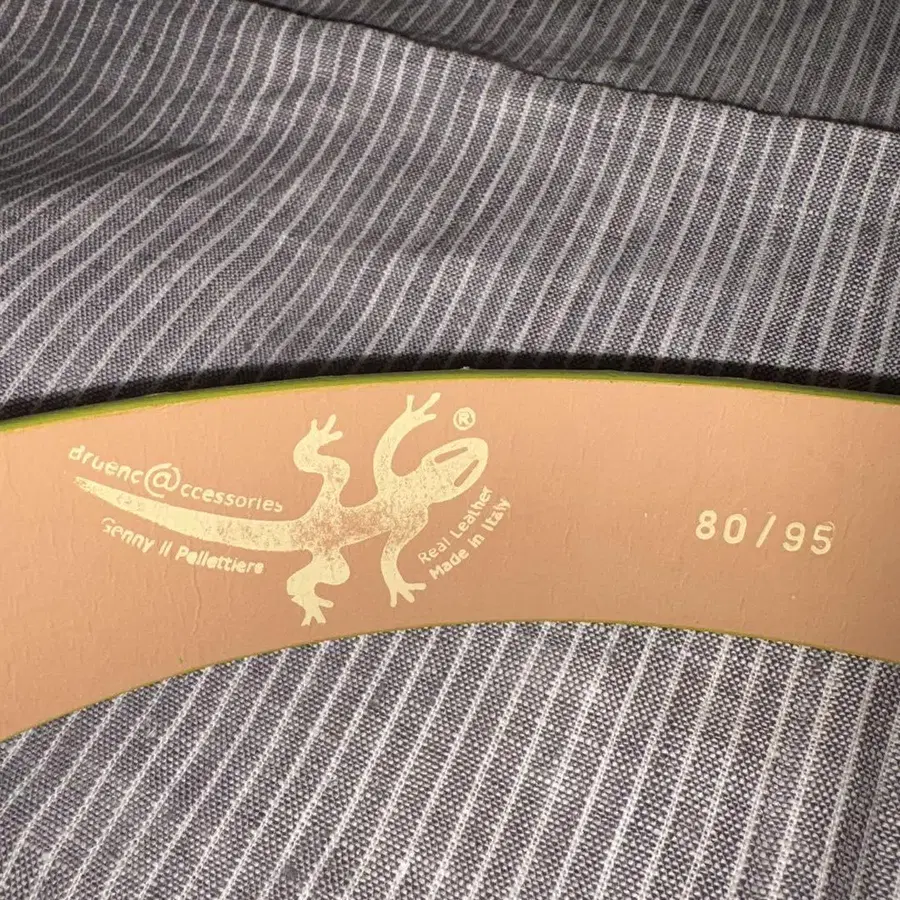 druenc@ccessories
Genny Il Pellettiere
®
Real Leather
Made in Italy
80/95